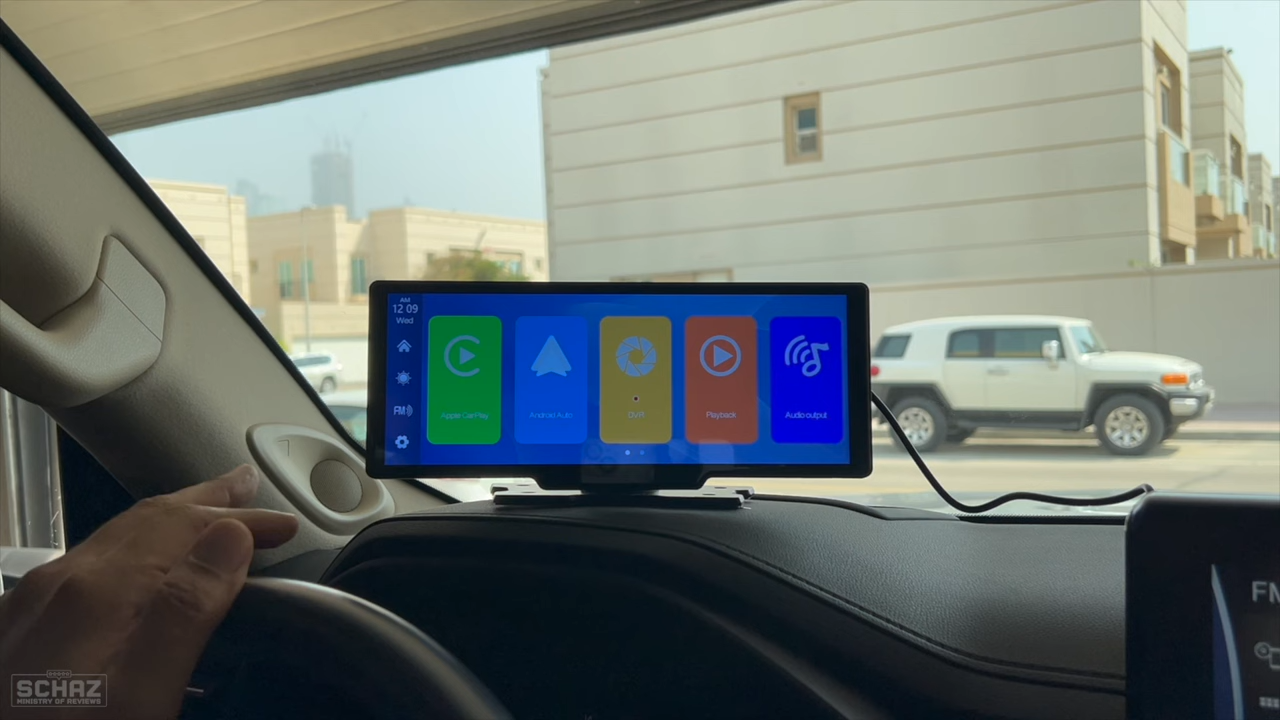 AM
12 09
Wed
FM
Apple CarPlay
Android Auto
DVR
Playback
Audio output
FM
SCHAZ
MINISTRY OF REVIEWS